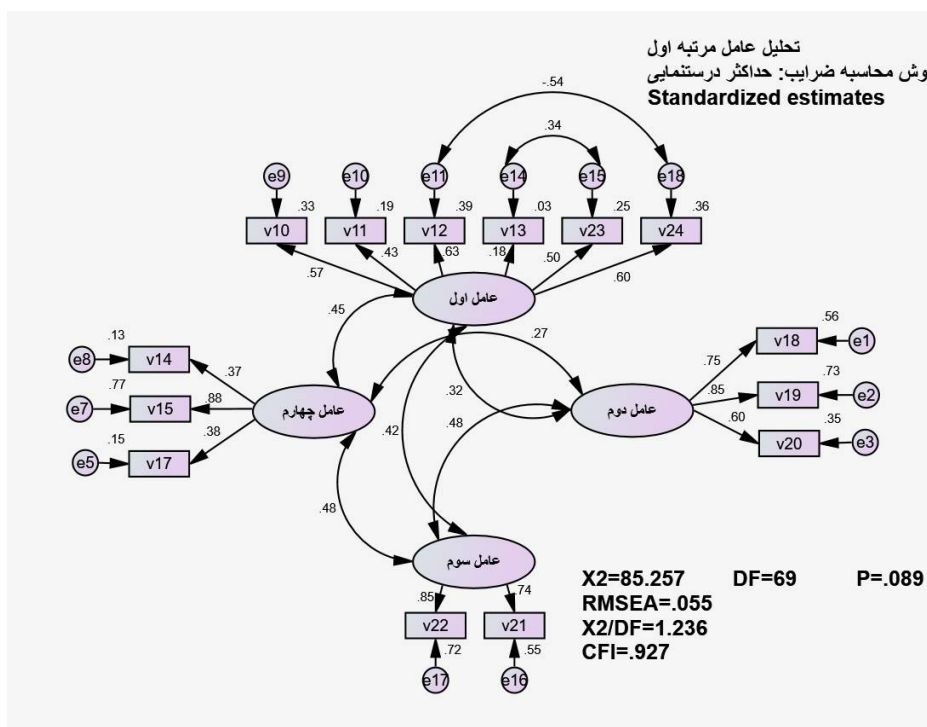 تحلیل عامل مرتبه اول
وش محاسبه ضرایب: حداکثر درستنمایی
Standardized estimates
-.54
.34
e9 e10 e11 e14 e15 e18
.33 .19 .39 .03 .25 .36
v10 v11 v12 v13 v23 v24
.57 .43 .63 .18 .50 .60
عامل اول
.45 .27
.13 .56
e8 v14 v18 e1
.37 .75
.77 .32 .73
e7 v15 .88 عامل چهارم عامل دوم .85 v19 e2
.15 .38 .42 .48 .60 .35
e5 v17 v20 e3
.48
عامل سوم
.85 .74
v22 v21
.72 .55
e17 e16
X2=85.257 DF=69 P=.089
RMSEA=.055
X2/DF=1.236
CFI=.927